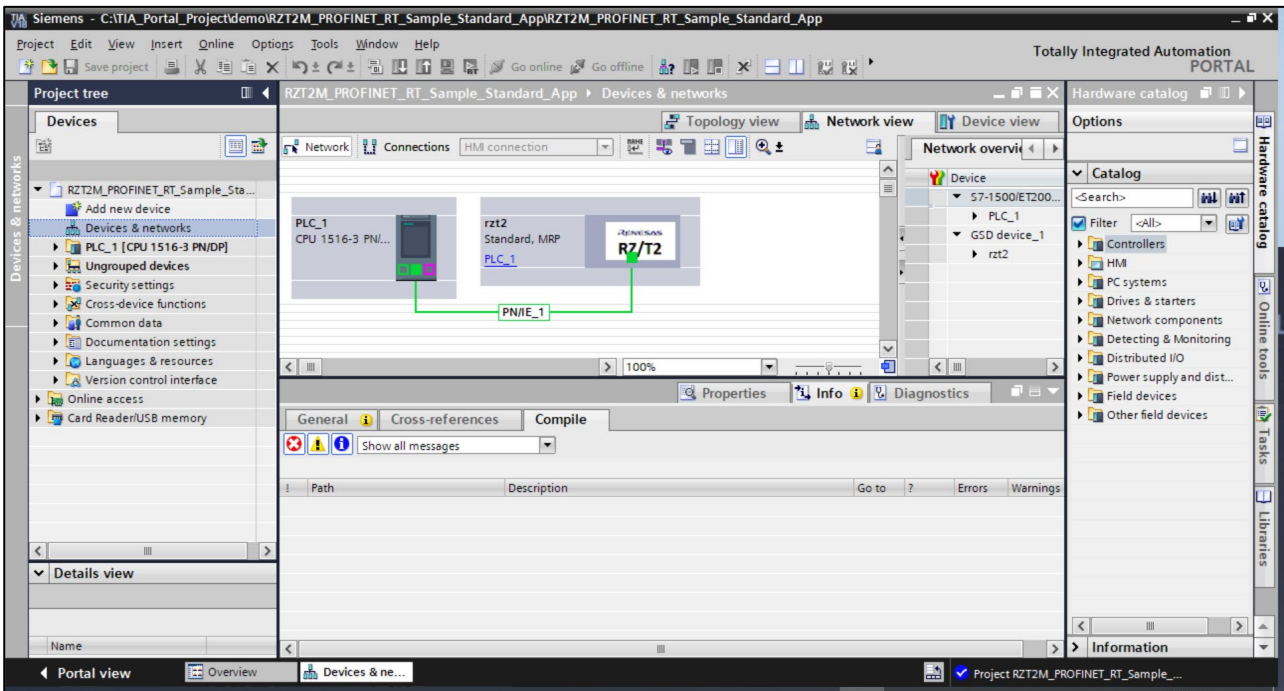 Siemens - C:\TIA_Portal_Project\demo\RZT2M_PROFINET_RT_Sample_Standard_App\RZT2M_PROFINET_RT_Sample_Standard_App
Project Edit View Insert Online Options Tools Window Help
Totally Integrated Automation
PORTAL
Save project Go online Go offline
Project tree
Devices
RZT2M_PROFINET_RT_Sample_Sta...
Add new device
Devices & networks
PLC_1 [CPU 1516-3 PN/DP]
Ungrouped devices
Security settings
Cross-device functions
Common data
Documentation settings
Languages & resources
Version control interface
Online access
Card Reader/USB memory
Details view
Name
Devices & networks
RZT2M_PROFINET_RT_Sample_Standard_App Devices & networks
Topology view Network view Device view
Network Connections HMI connection
PLC_1
CPU 1516-3 PN/...
rzt2
Standard, MRP
PLC_1
RENESAS
RZ/T2
PN/IE_1
100%
Network overvie
Device
S7-1500/ET200...
PLC_1
GSD device_1
rzt2
Properties Info Diagnostics
General Cross-references Compile
Show all messages
! Path Description Go to ? Errors Warnings
Hardware catalog
Options
Catalog
<Search>
Filter <All>
Controllers
HMI
PC systems
Drives & starters
Network components
Detecting & Monitoring
Distributed I/O
Power supply and dist...
Field devices
Other field devices
Information
Hardware catalog
Online tools
Tasks
Libraries
Portal view Overview Devices & ne...
Project RZT2M_PROFINET_RT_Sample_...